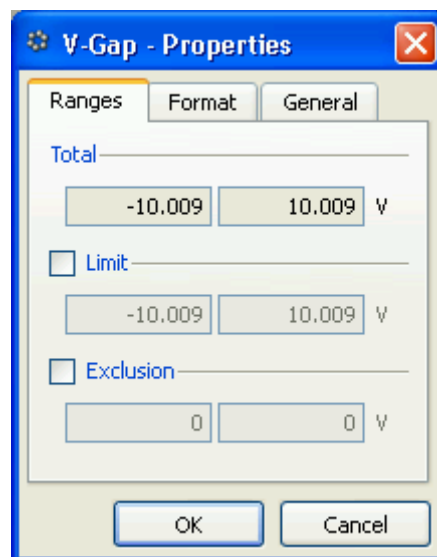 V-Gap - Properties
Ranges Format General
Total
-10.009 10.009 V
Limit
-10.009 10.009 V
Exclusion
0 0 V
OK Cancel